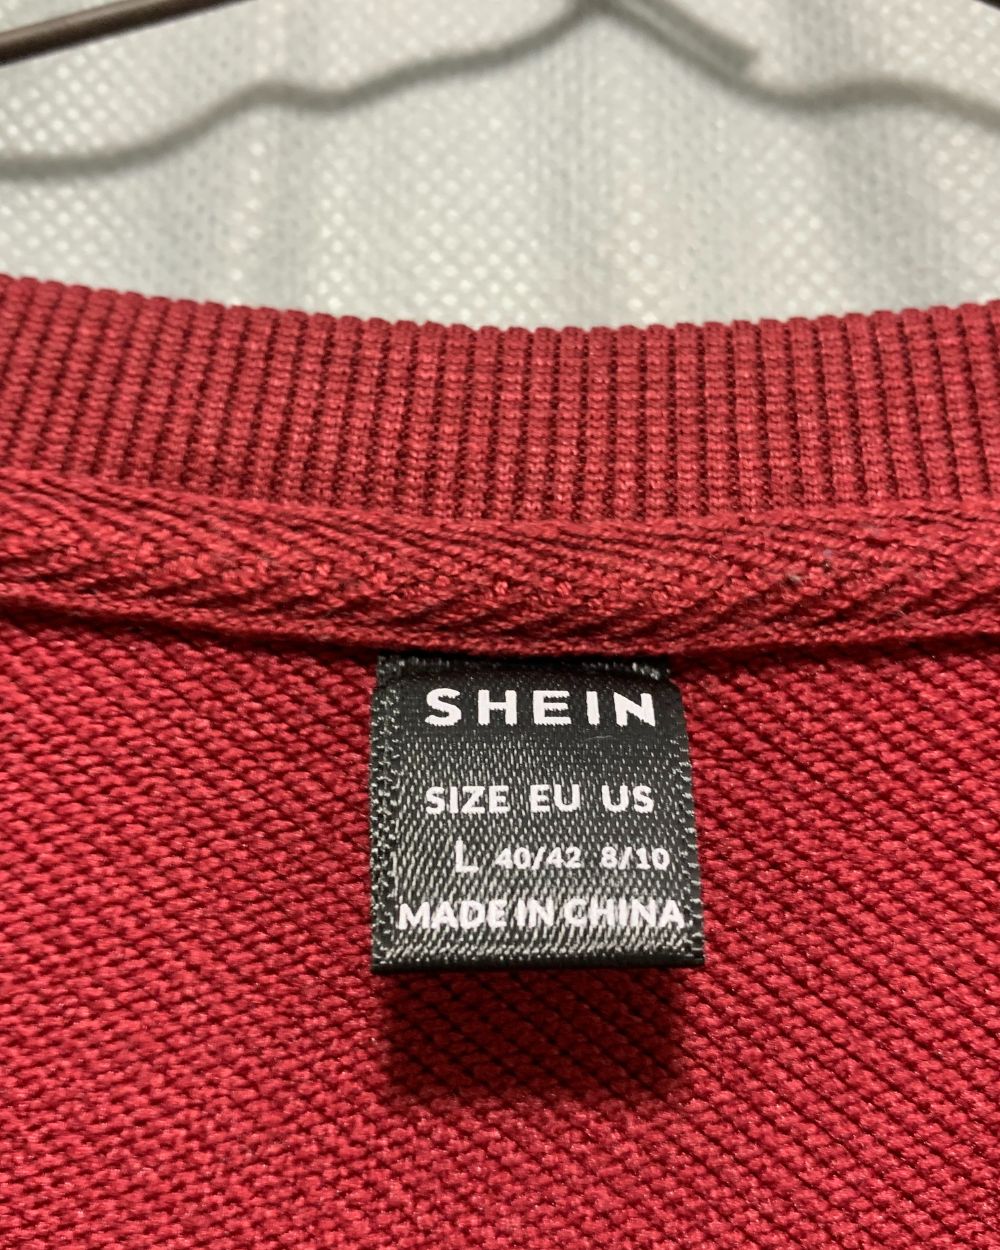 SHEIN
SIZE EU US
L 40/42 8/10
MADE IN CHINA